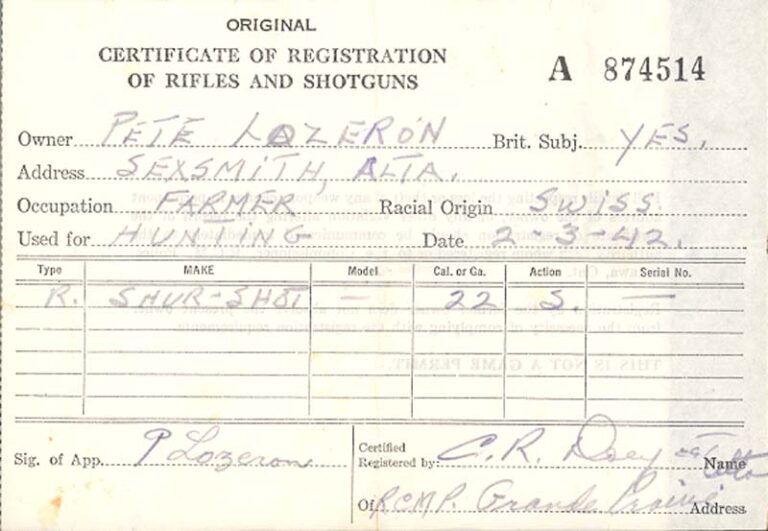 ORIGINAL
CERTIFICATE OF REGISTRATION
OF RIFLES AND SHOTGUNS
A 874514
Owner PETE LOZERON Brit. Subj. YES.
Address SEXSMITH, ALTA.
Occupation FARMER Racial Origin SWISS
Used for HUNTING Date 2-3-42.
Type MAKE Model Cal. or Ga. Action Serial No.
R. SHUR-SHOT — 22 S. —
Sig. of App. P Lozeron
Certified
Registered by: C. R. Name
Of RCMP. Grande Prairie Address
THIS IS NOT A GAME PERMIT.